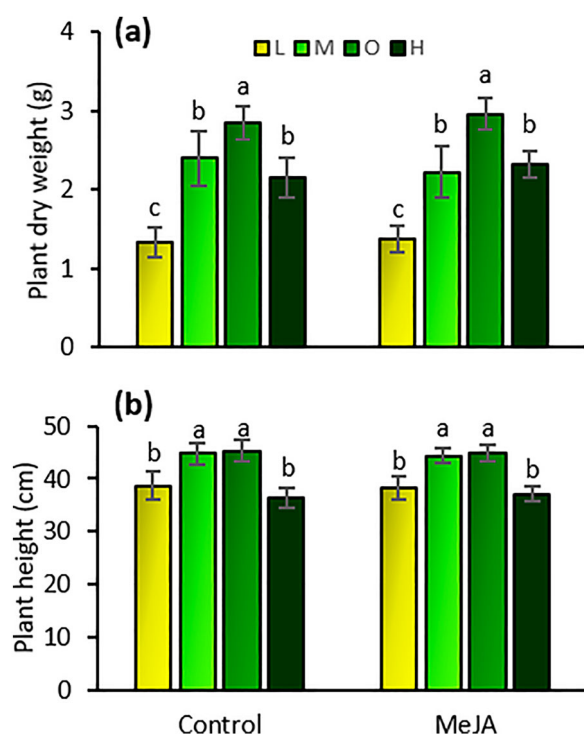 (a)
L M O H
Plant dry weight (g)
4
3
2
1
0
c b a b c b a b
(b)
Plant height (cm)
50
40
30
20
10
0
b a a b b a a b
Control MeJA